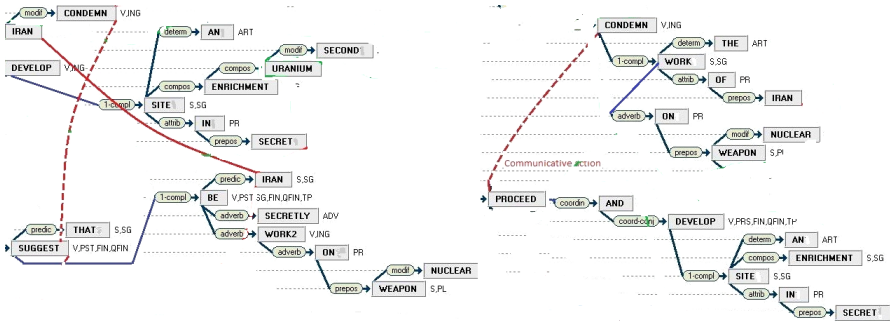 modif CONDEMN V,ING
IRAN
determ AN ART
modif SECOND
compos URANIUM
DEVELOP V,ING
compos ENRICHMENT
1-compl SITE S,SG
attrib IN PR
prepos SECRET
predic IRAN S,SG
1-compl BE V,PST SG,FIN,QFIN,TP
adverb SECRETLY ADV
predic THAT S,SG
adverb WORK2 V,ING
SUGGEST V,PST,FIN,QFIN
adverb ON PR
modif NUCLEAR
prepos WEAPON S,PL
CONDEMN V,ING
determ THE ART
1-compl WORK S,SG
attrib OF PR
prepos IRAN
adverb ON PR
modif NUCLEAR
prepos WEAPON S,Pl
Communicative action
PROCEED coordin AND
coord-conj DEVELOP V,PRS,FIN,QFIN,TP
determ AN ART
compos ENRICHMENT S,SG
1-compl SITE S,SG
attrib IN PR
prepos SECRET